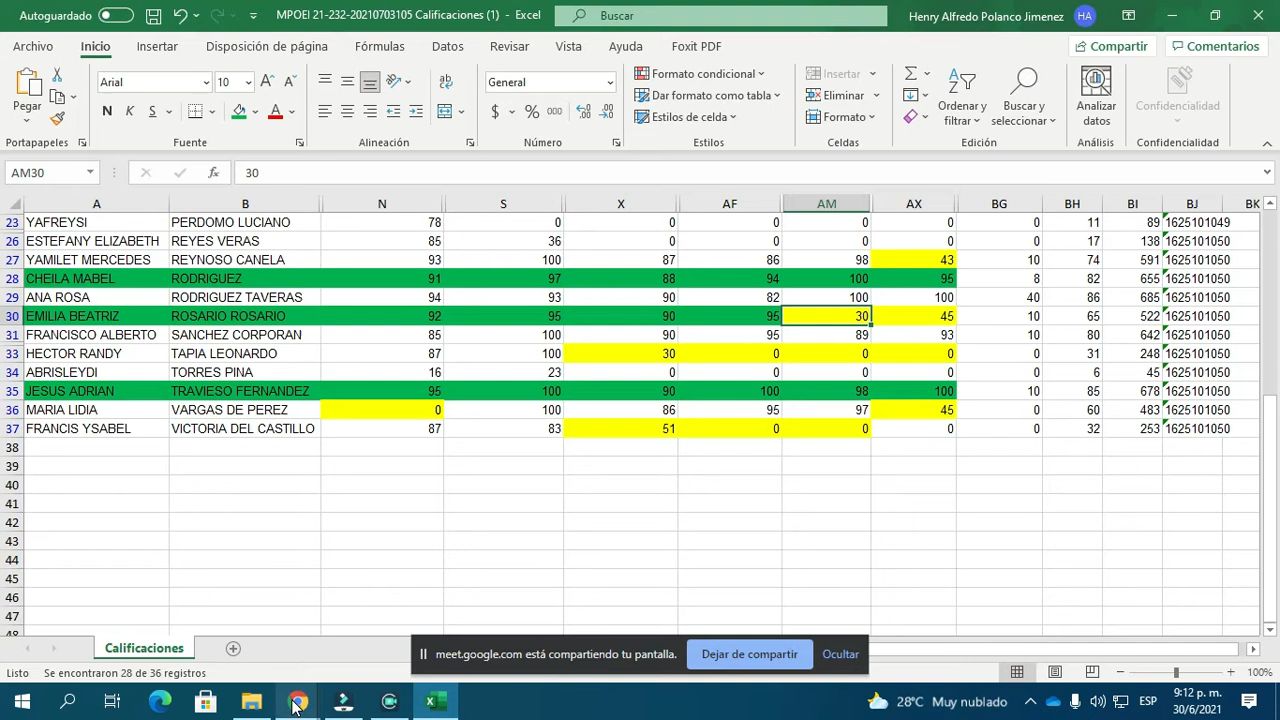 Autoguardado MPOEI 21-232-20210703105 Calificaciones (1) - Excel Buscar Henry Alfredo Polanco Jimenez HA
Archivo Inicio Insertar Disposición de página Fórmulas Datos Revisar Vista Ayuda Foxit PDF Compartir Comentarios
Pegar Arial 10 General Formato condicional Dar formato como tabla Estilos de celda Insertar Eliminar Formato Ordenar y filtrar Buscar y seleccionar Analizar datos Confidencialidad
Portapapeles Fuente Alineación Número Estilos Celdas Edición Análisis Confidencialidad
AM30 fx 30
A B N S X AF AM AX BG BH BI BJ BK
23 YAFREYSI PERDOMO LUCIANO 78 0 0 0 0 0 0 11 89 1625101049
26 ESTEFANY ELIZABETH REYES VERAS 85 36 0 0 0 0 0 17 138 1625101050
27 YAMILET MERCEDES REYNOSO CANELA 93 100 87 86 98 43 10 74 591 1625101050
28 CHEILA MABEL RODRIGUEZ 91 97 88 94 100 95 8 82 655 1625101050
29 ANA ROSA RODRIGUEZ TAVERAS 94 93 90 82 100 100 40 86 685 1625101050
30 EMILIA BEATRIZ ROSARIO ROSARIO 92 95 90 95 30 45 10 65 522 1625101050
31 FRANCISCO ALBERTO SANCHEZ CORPORAN 85 100 90 95 89 93 10 80 642 1625101050
33 HECTOR RANDY TAPIA LEONARDO 87 100 30 0 0 0 0 31 248 1625101050
34 ABRISLEYDI TORRES PINA 16 23 0 0 0 0 0 6 45 1625101050
35 JESUS ADRIAN TRAVIESO FERNANDEZ 95 100 90 100 98 100 10 85 678 1625101050
36 MARIA LIDIA VARGAS DE PEREZ 0 100 86 95 97 45 0 60 483 1625101050
37 FRANCIS YSABEL VICTORIA DEL CASTILLO 87 83 51 0 0 0 0 32 253 1625101050
38
39
40
41
42
43
44
45
46
47
48
Calificaciones
meet.google.com está compartiendo tu pantalla. Dejar de compartir Ocultar
Listo Se encontraron 28 de 36 registros 100%
28°C Muy nublado ESP 9:12 p. m. 30/6/2021